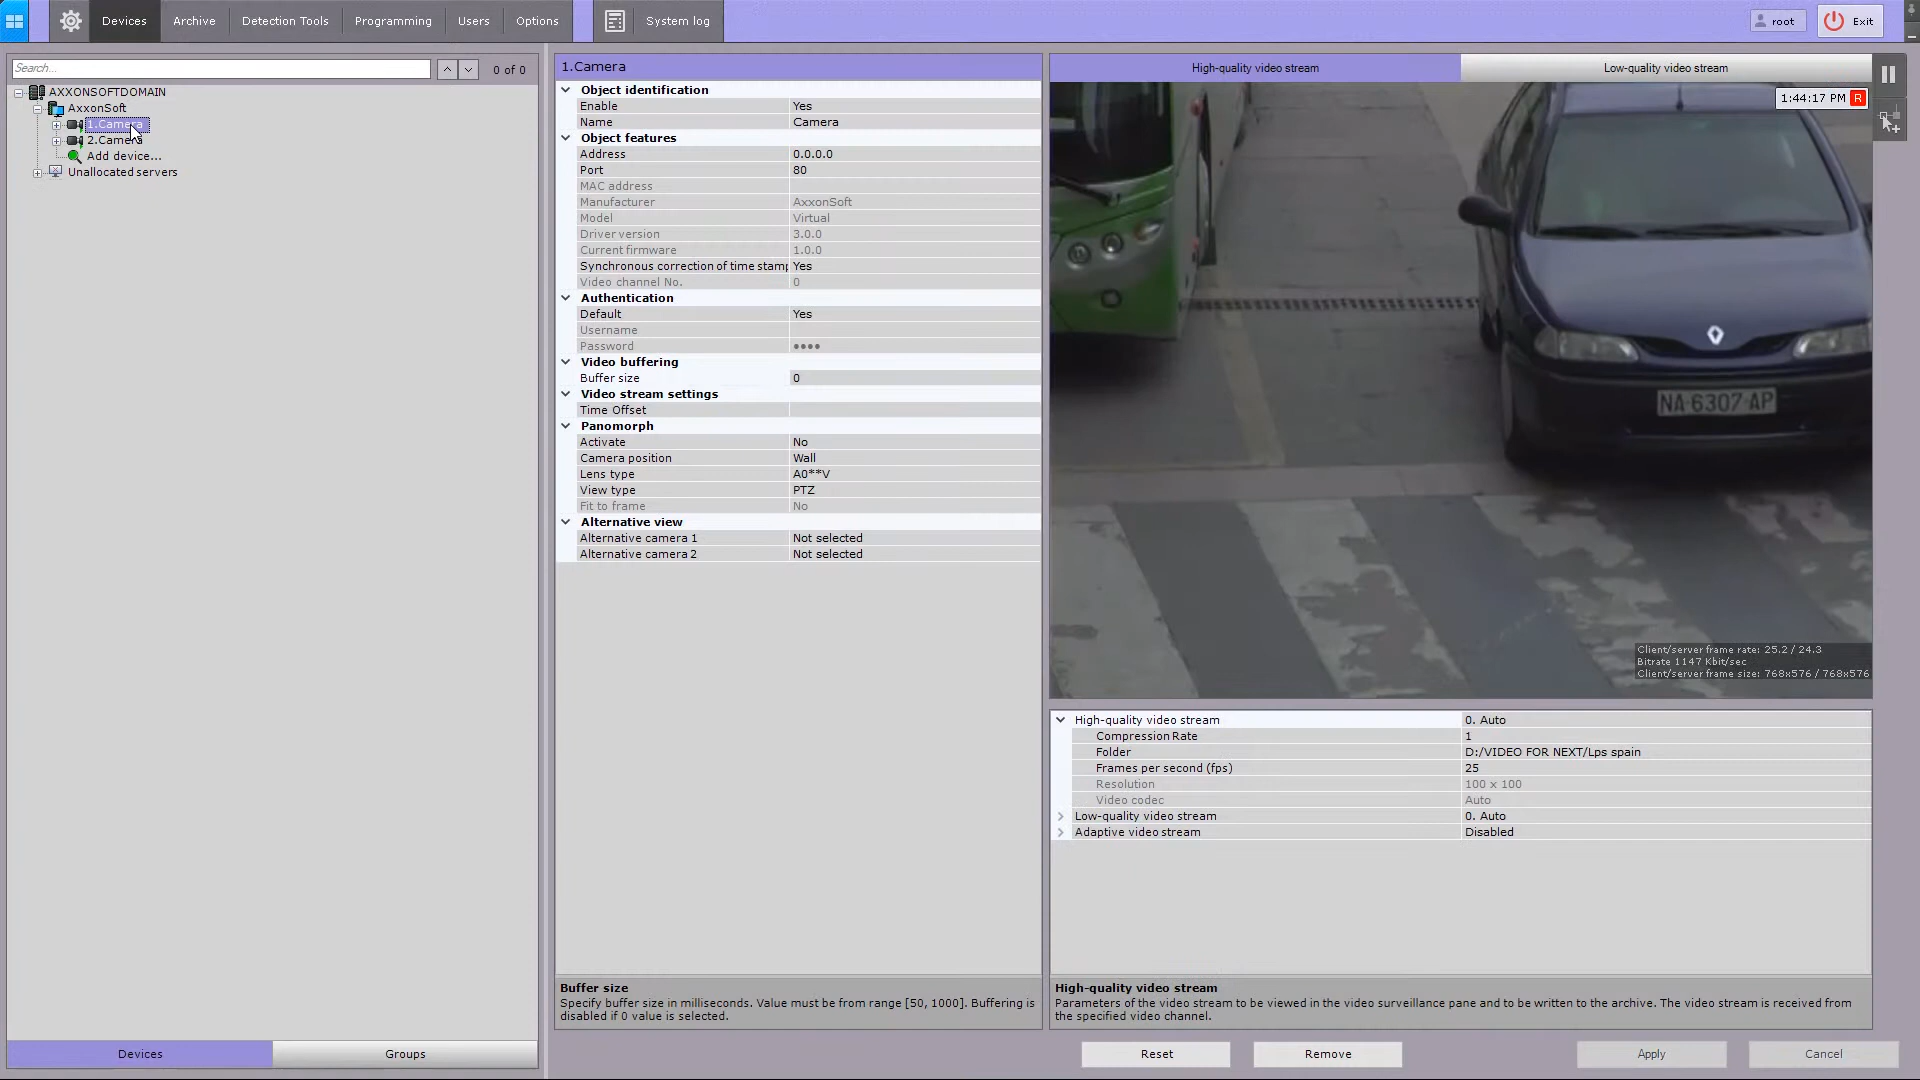 Devices
Archive
Detection Tools
Programming
Users
Options
System log
root
Exit
Search...
0 of 0
AXXONSOFTDOMAIN
AxxonSoft
1.Camera
2.Camera
Add device...
Unallocated servers
Devices
Groups
1.Camera
Object identification
Enable Yes
Name Camera
Object features
Address 0.0.0.0
Port 80
MAC address
Manufacturer AxxonSoft
Model Virtual
Driver version 3.0.0
Current firmware 1.0.0
Synchronous correction of time stamp Yes
Video channel No. 0
Authentication
Default Yes
Username
Password ●●●●
Video buffering
Buffer size 0
Video stream settings
Time Offset
Panomorph
Activate No
Camera position Wall
Lens type A0**V
View type PTZ
Fit to frame No
Alternative view
Alternative camera 1 Not selected
Alternative camera 2 Not selected
Buffer size
Specify buffer size in milliseconds. Value must be from range [50, 1000]. Buffering is
disabled if 0 value is selected.
High-quality video stream
Low-quality video stream
1:44:17 PM R
NA-6307-AP
Client/server frame rate: 25.2 / 24.3
Bitrate 1147 Kbit/sec
Client/server frame size: 768x576 / 768x576
High-quality video stream 0. Auto
Compression Rate 1
Folder D:/VIDEO FOR NEXT/Lps spain
Frames per second (fps) 25
Resolution 100 x 100
Video codec Auto
Low-quality video stream 0. Auto
Adaptive video stream Disabled
High-quality video stream
Parameters of the video stream to be viewed in the video surveillance pane and to be written to the archive. The video stream is received from
the specified video channel.
Reset
Remove
Apply
Cancel